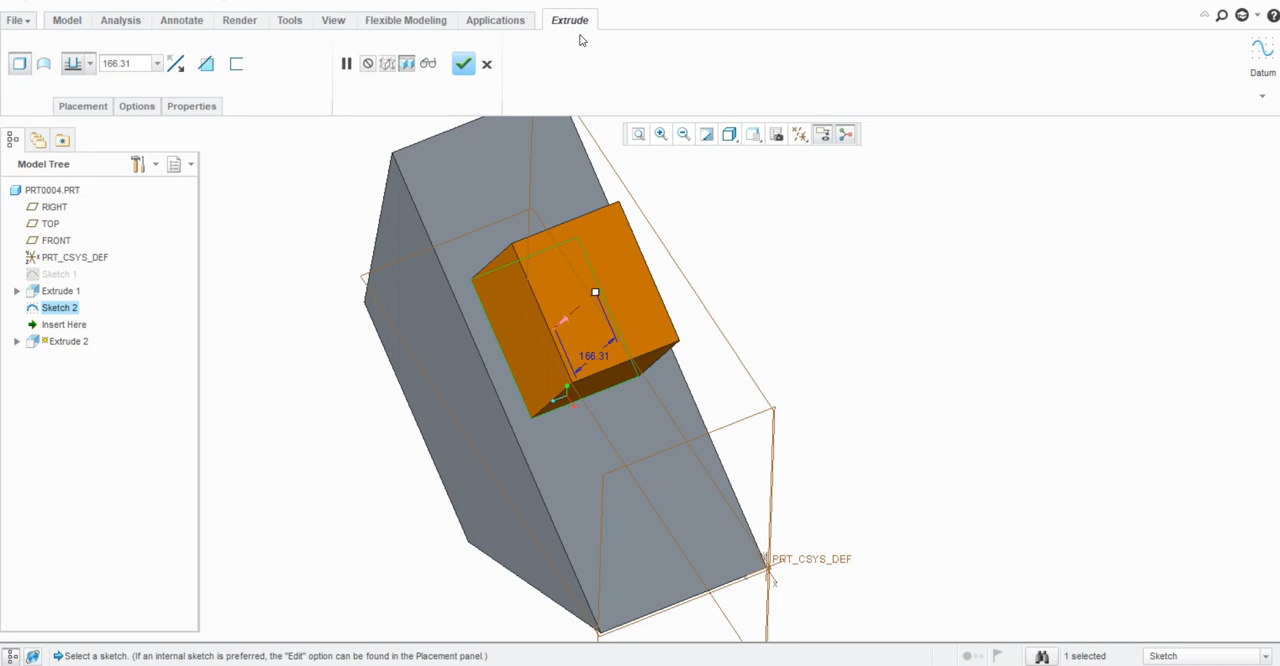 File Model Analysis Annotate Render Tools View Flexible Modeling Applications Extrude
166.31
Datum
Placement Options Properties
Model Tree
PRT0004.PRT
RIGHT
TOP
FRONT
PRT_CSYS_DEF
Sketch 1
Extrude 1
Sketch 2
Insert Here
Extrude 2
166.31
PRT_CSYS_DEF
x
Select a sketch. (If an internal sketch is preferred, the "Edit" option can be found in the Placement panel.) 1 selected Sketch